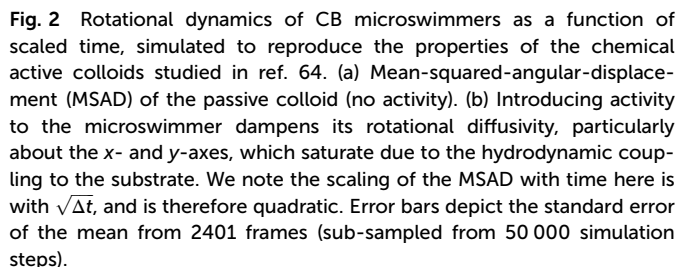 Fig. 2 Rotational dynamics of CB microswimmers as a function of
scaled time, simulated to reproduce the properties of the chemical
active colloids studied in ref. 64. (a) Mean-squared-angular-displace-
ment (MSAD) of the passive colloid (no activity). (b) Introducing activity
to the microswimmer dampens its rotational diffusivity, particularly
about the x- and y-axes, which saturate due to the hydrodynamic coup-
ling to the substrate. We note the scaling of the MSAD with time here is
with √Δt, and is therefore quadratic. Error bars depict the standard error
of the mean from 2401 frames (sub-sampled from 50 000 simulation
steps).